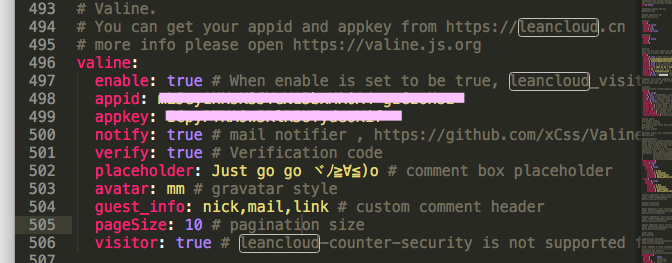 493 # Valine.
494 # You can get your appid and appkey from https://leancloud.cn
495 # more info please open https://valine.js.org
496 valine:
497 enable: true # When enable is set to be true, leancloud_visit
498 appid:
499 appkey:
500 notify: true # mail notifier , https://github.com/xCss/Valine
501 verify: true # Verification code
502 placeholder: Just go go ヾﾉ≧∀≦)o # comment box placeholder
503 avatar: mm # gravatar style
504 guest_info: nick,mail,link # custom comment header
505 pageSize: 10 # pagination size
506 visitor: true # leancloud-counter-security is not supported f
507